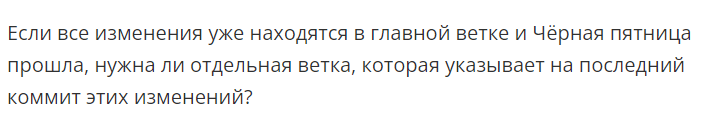 Если все изменения уже находятся в главной ветке и Чёрная пятница
прошла, нужна ли отдельная ветка, которая указывает на последний
коммит этих изменений?